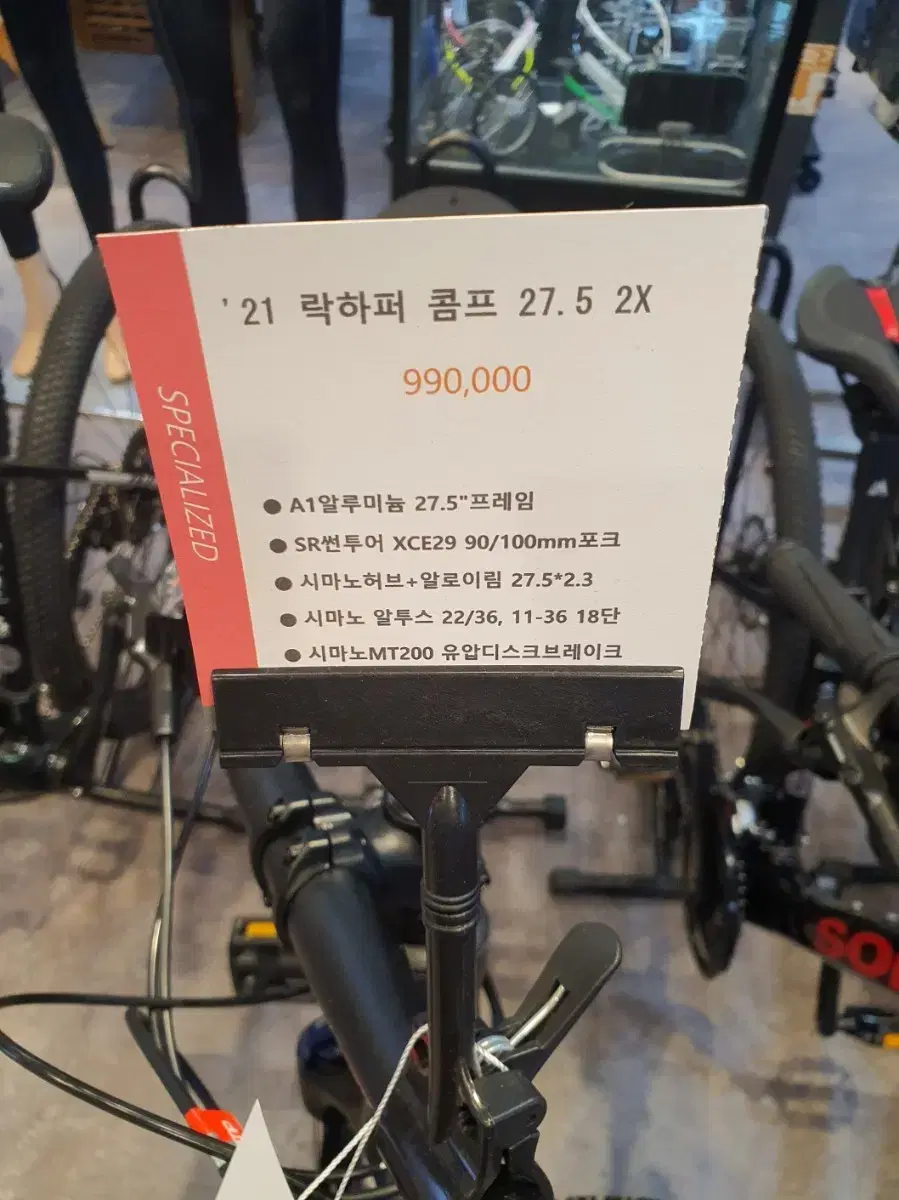 '21 락하퍼 콤프 27.5 2X
990,000
SPECIALIZED
● A1알루미늄 27.5"프레임
● SR썬투어 XCE29 90/100mm포크
● 시마노허브+알로이림 27.5*2.3
● 시마노 알투스 22/36, 11-36 18단
● 시마노MT200 유압디스크브레이크